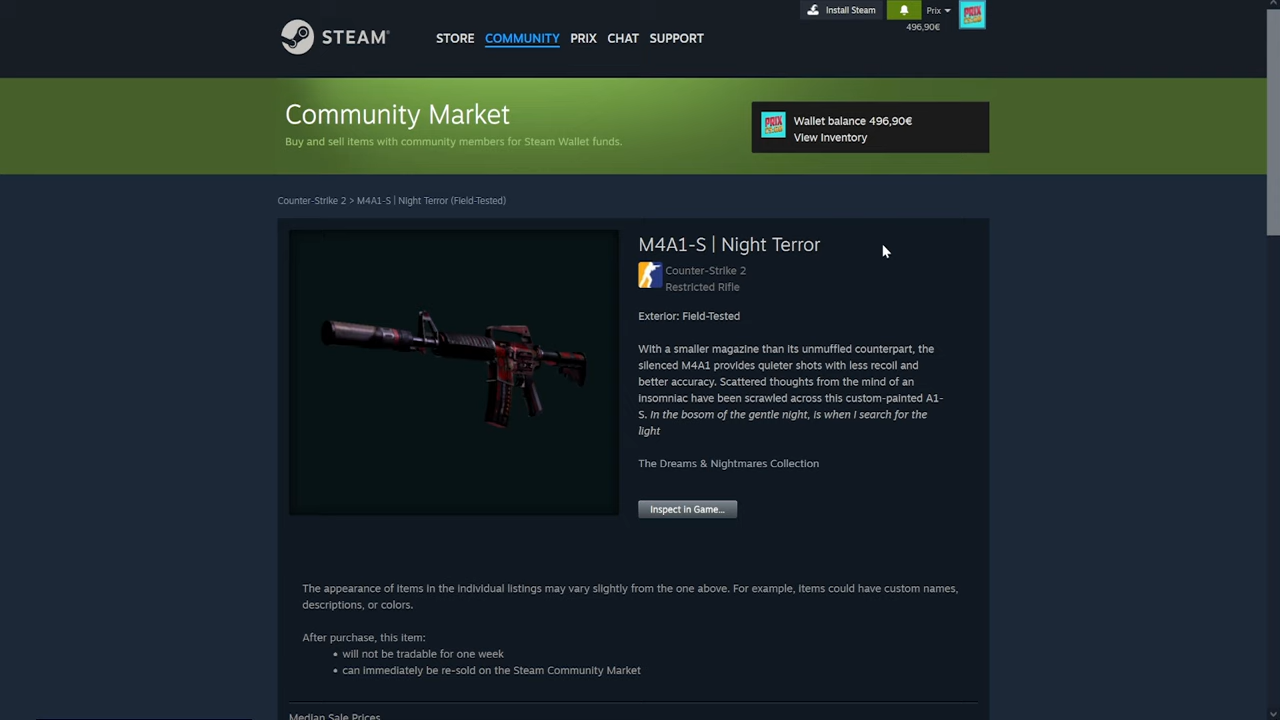 Install Steam
Prix
496,90€
PRIX
STEAM®
STORE COMMUNITY PRIX CHAT SUPPORT
Community Market
Buy and sell items with community members for Steam Wallet funds.
PRIX
Wallet balance 496,90€
View Inventory
Counter-Strike 2 > M4A1-S | Night Terror (Field-Tested)
M4A1-S | Night Terror
Counter-Strike 2
Restricted Rifle
Exterior: Field-Tested
With a smaller magazine than its unmuffled counterpart, the
silenced M4A1 provides quieter shots with less recoil and
better accuracy. Scattered thoughts from the mind of an
insomniac have been scrawled across this custom-painted A1-
S. In the bosom of the gentle night, is when I search for the
light
The Dreams & Nightmares Collection
Inspect in Game...
The appearance of items in the individual listings may vary slightly from the one above. For example, items could have custom names,
descriptions, or colors.
After purchase, this item:
• will not be tradable for one week
• can immediately be re-sold on the Steam Community Market
Median Sale Prices